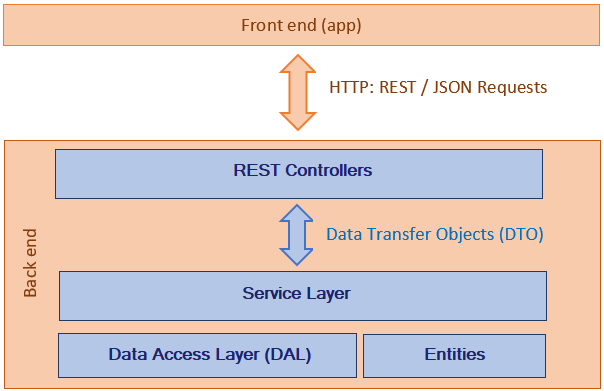 Front end (app)
HTTP: REST / JSON Requests
REST Controllers
Data Transfer Objects (DTO)
Back end
Service Layer
Data Access Layer (DAL)
Entities